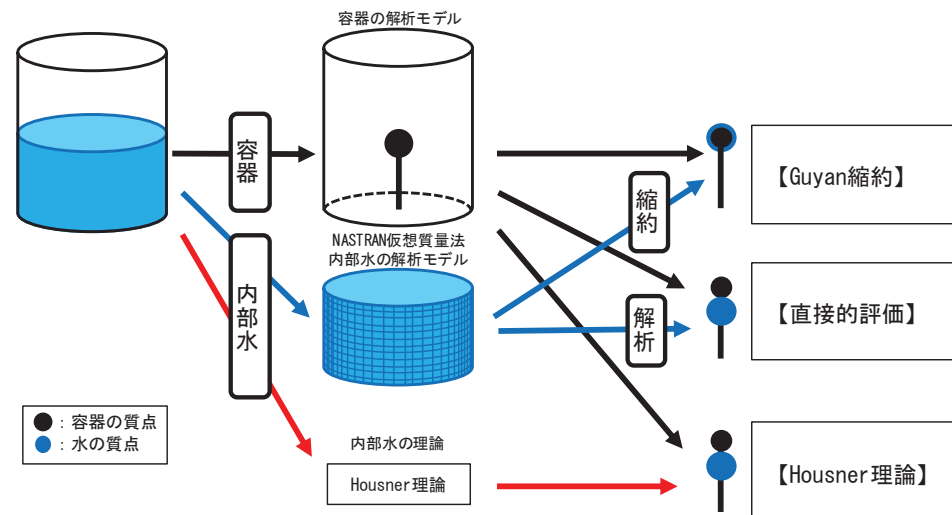 容器の解析モデル
容器
内部水
NASTRAN仮想質量法
内部水の解析モデル
縮約
解析
【Guyan縮約】
【直接的評価】
【Housner理論】
内部水の理論
Housner理論
：容器の質点
：水の質点